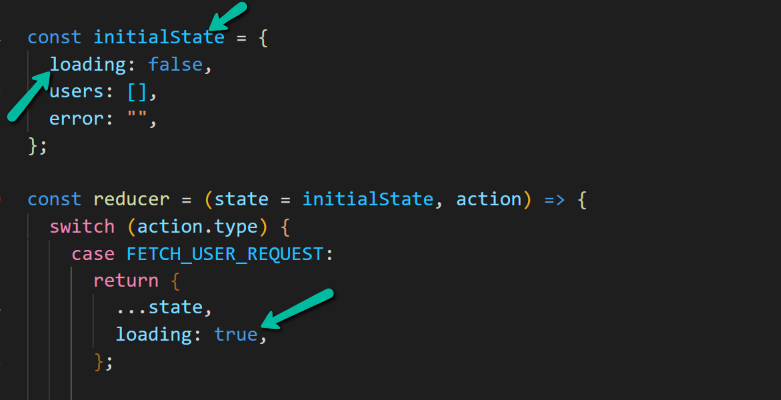 const initialState = {
loading: false,
users: [],
error: "",
};
const reducer = (state = initialState, action) => {
switch (action.type) {
case FETCH_USER_REQUEST:
return {
...state,
loading: true,
};